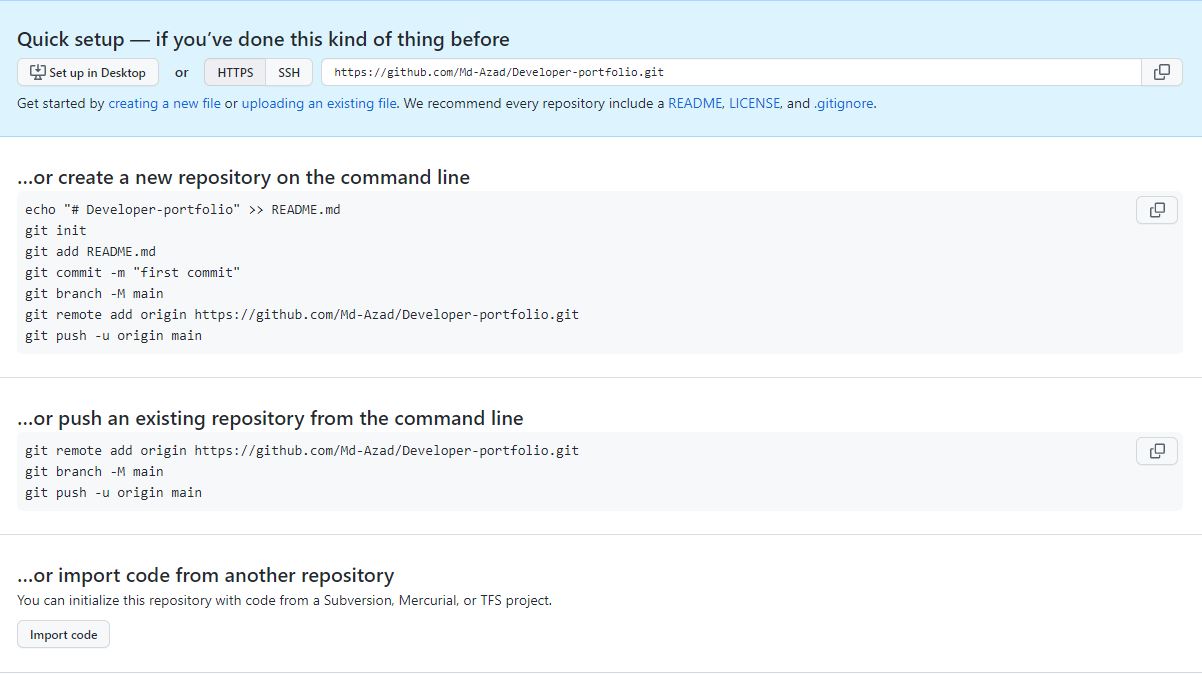 Quick setup — if you’ve done this kind of thing before
Set up in Desktop or HTTPS SSH https://github.com/Md-Azad/Developer-portfolio.git
Get started by creating a new file or uploading an existing file. We recommend every repository include a README, LICENSE, and .gitignore.
…or create a new repository on the command line
echo "# Developer-portfolio" >> README.md
git init
git add README.md
git commit -m "first commit"
git branch -M main
git remote add origin https://github.com/Md-Azad/Developer-portfolio.git
git push -u origin main
…or push an existing repository from the command line
git remote add origin https://github.com/Md-Azad/Developer-portfolio.git
git branch -M main
git push -u origin main
…or import code from another repository
You can initialize this repository with code from a Subversion, Mercurial, or TFS project.
Import code